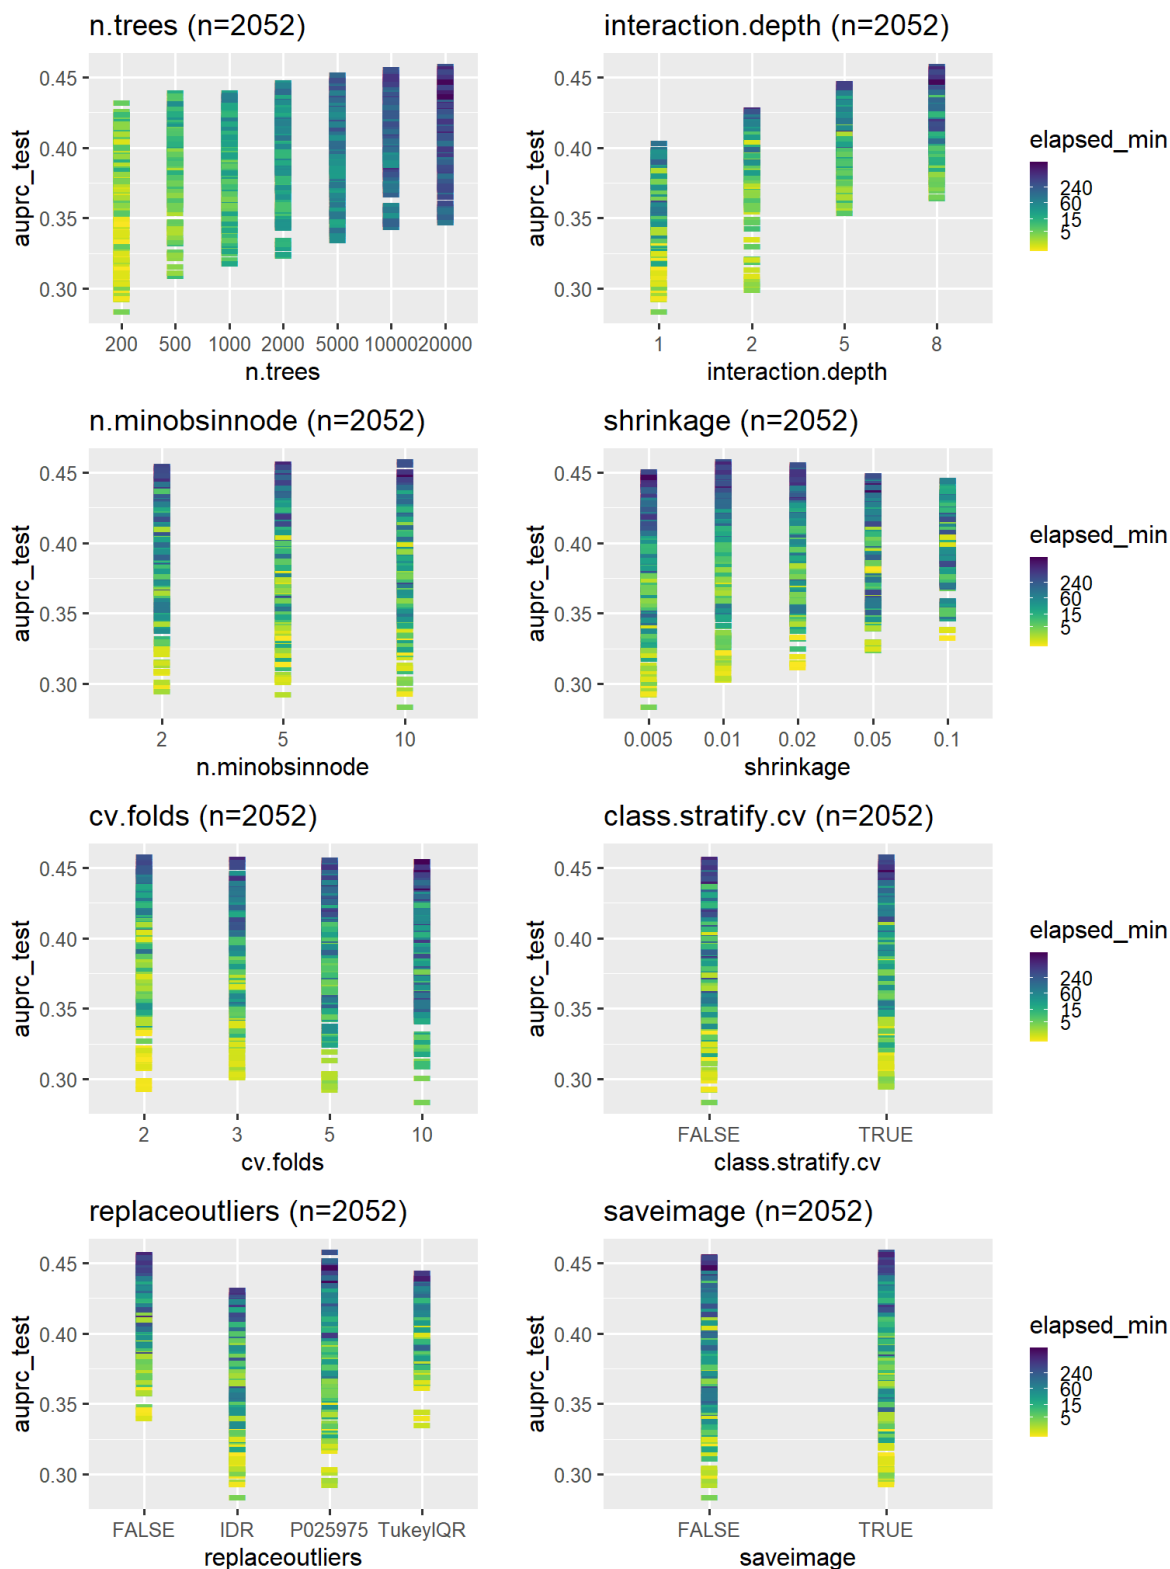 n.trees (n=2052)
auprc_test
0.45
0.40
0.35
0.30
200 500 1000 2000 5000 10000 20000
n.trees
interaction.depth (n=2052)
auprc_test
0.45
0.40
0.35
0.30
1 2 5 8
interaction.depth
elapsed_min
240
60
15
5
n.minobsinnode (n=2052)
auprc_test
0.45
0.40
0.35
0.30
2 5 10
n.minobsinnode
shrinkage (n=2052)
auprc_test
0.45
0.40
0.35
0.30
0.005 0.01 0.02 0.05 0.1
shrinkage
elapsed_min
240
60
15
5
cv.folds (n=2052)
auprc_test
0.45
0.40
0.35
0.30
2 3 5 10
cv.folds
class.stratify.cv (n=2052)
auprc_test
0.45
0.40
0.35
0.30
FALSE TRUE
class.stratify.cv
elapsed_min
240
60
15
5
replaceoutliers (n=2052)
auprc_test
0.45
0.40
0.35
0.30
FALSE IDR P025975 TukeyIQR
replaceoutliers
saveimage (n=2052)
auprc_test
0.45
0.40
0.35
0.30
FALSE TRUE
saveimage
elapsed_min
240
60
15
5